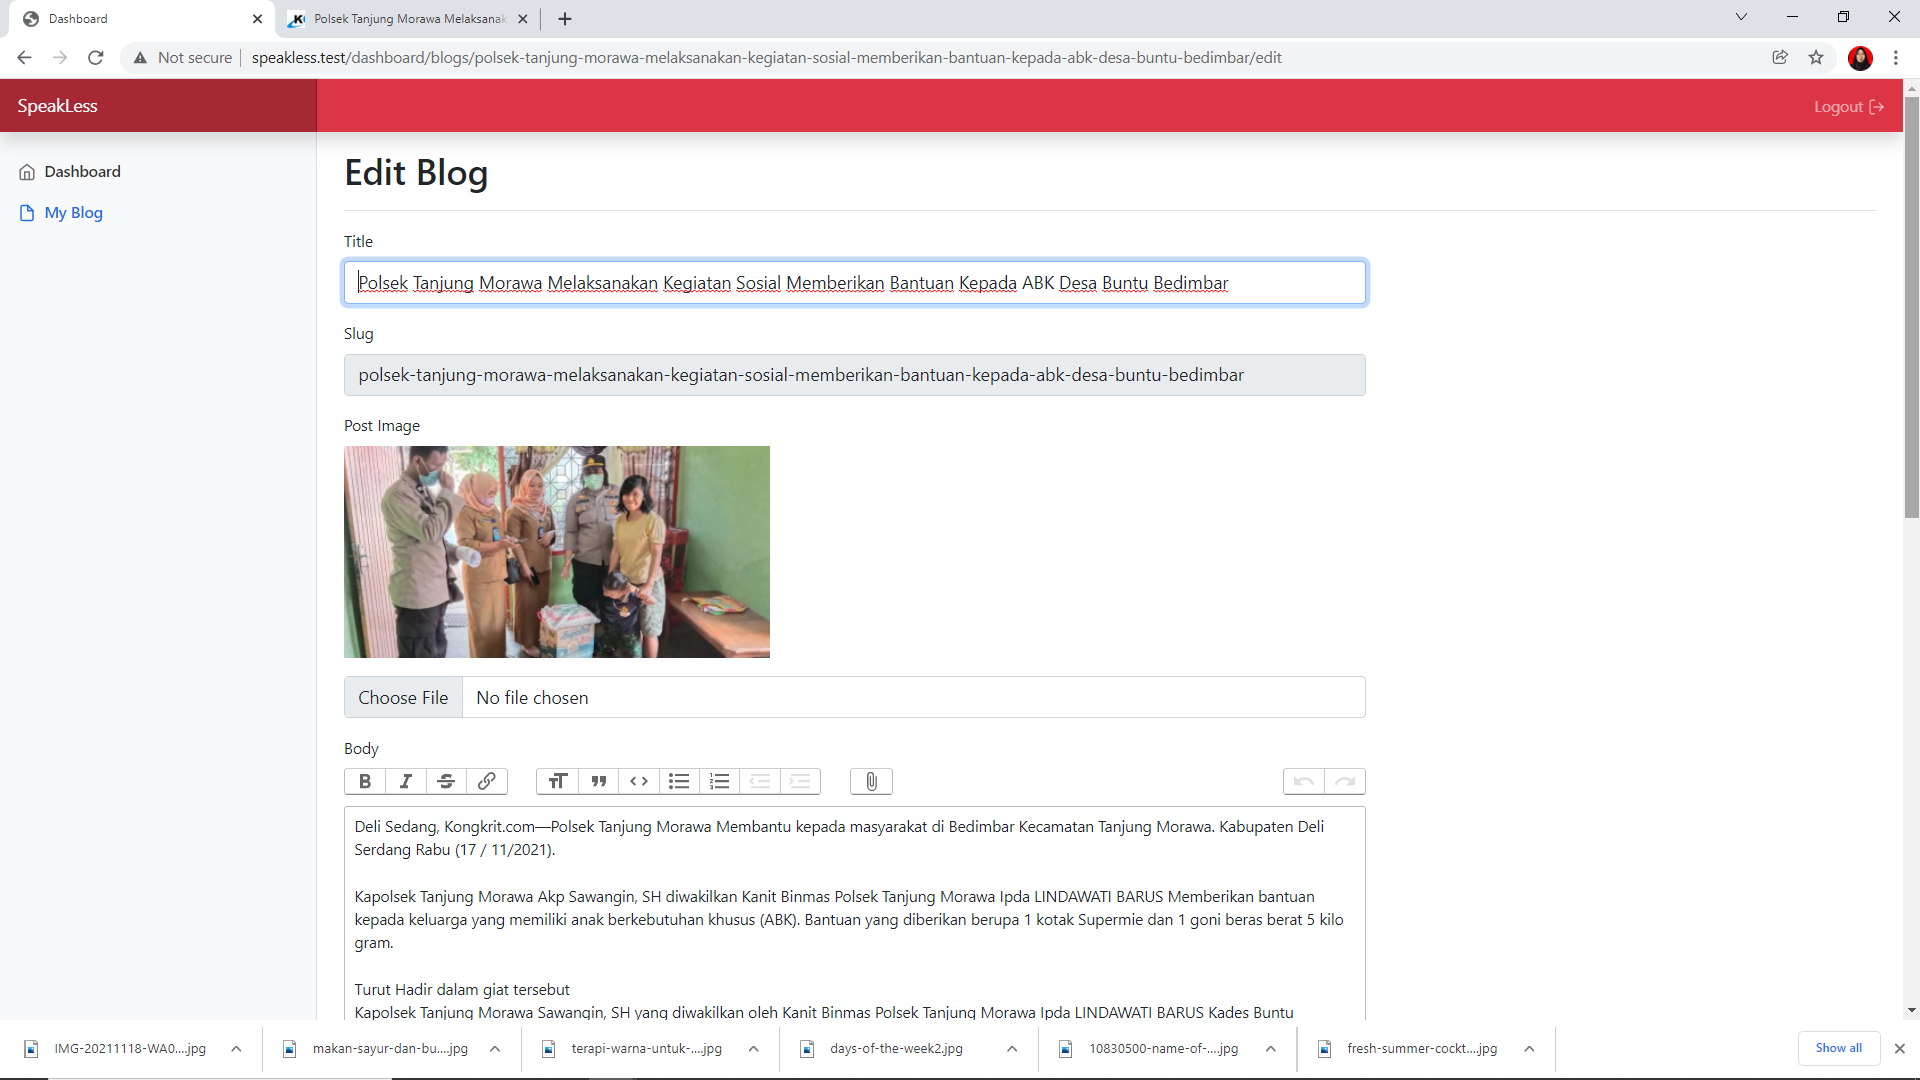 Dashboard
Polsek Tanjung Morawa Melaksanak
Not secure
speakless.test/dashboard/blogs/polsek-tanjung-morawa-melaksanakan-kegiatan-sosial-memberikan-bantuan-kepada-abk-desa-buntu-bedimbar/edit
SpeakLess
Logout
Dashboard
My Blog
Edit Blog
Title
Polsek Tanjung Morawa Melaksanakan Kegiatan Sosial Memberikan Bantuan Kepada ABK Desa Buntu Bedimbar
Slug
polsek-tanjung-morawa-melaksanakan-kegiatan-sosial-memberikan-bantuan-kepada-abk-desa-buntu-bedimbar
Post Image
Choose File No file chosen
Body
Deli Sedang, Kongkrit.com—Polsek Tanjung Morawa Membantu kepada masyarakat di Bedimbar Kecamatan Tanjung Morawa. Kabupaten Deli
Serdang Rabu (17 / 11/2021).
Kapolsek Tanjung Morawa Akp Sawangin, SH diwakilkan Kanit Binmas Polsek Tanjung Morawa Ipda LINDAWATI BARUS Memberikan bantuan
kepada keluarga yang memiliki anak berkebutuhan khusus (ABK). Bantuan yang diberikan berupa 1 kotak Supermie dan 1 goni beras berat 5 kilo
gram.
Turut Hadir dalam giat tersebut
Kapolsek Tanjung Morawa Sawangin, SH yang diwakilkan oleh Kanit Binmas Polsek Tanjung Morawa Ipda LINDAWATI BARUS Kades Buntu
IMG-20211118-WA0....jpg
makan-sayur-dan-bu....jpg
terapi-warna-untuk-....jpg
days-of-the-week2.jpg
10830500-name-of-....jpg
fresh-summer-cockt....jpg
Show all